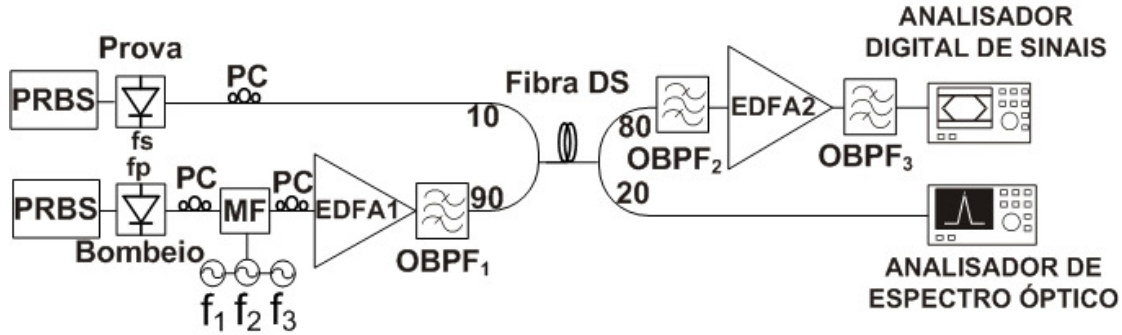 ANALISADOR
DIGITAL DE SINAIS
Prova
PC
Fibra DS
PRBS
10
80
EDFA2
fs
OBPF2
OBPF3
fp
PC
PC
20
PRBS
MF
EDFA1
90
Bombeio
OBPF1
ANALISADOR DE
ESPECTRO ÓPTICO
f1 f2 f3